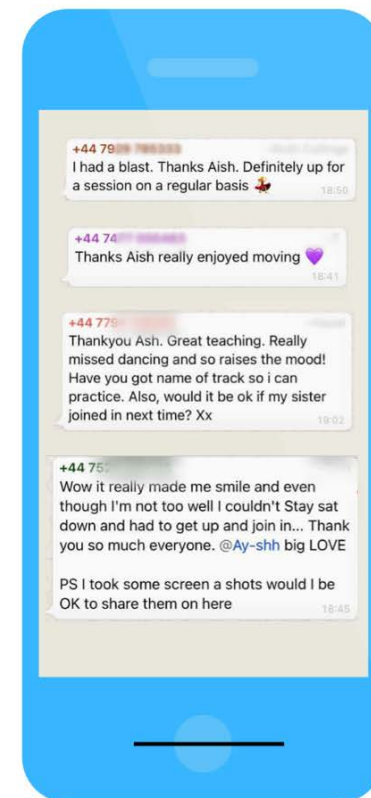 +44 79
I had a blast. Thanks Aish. Definitely up for
a session on a regular basis 💃
18:50
+44 74
Thanks Aish really enjoyed moving 💜
18:41
+44 779
Thankyou Ash. Great teaching. Really
missed dancing and so raises the mood!
Have you got name of track so i can
practice. Also, would it be ok if my sister
joined in next time? Xx
19:02
+44 752
Wow it really made me smile and even
though I'm not too well I couldn't Stay sat
down and had to get up and join in... Thank
you so much everyone. @Ay-shh big LOVE
PS I took some screen a shots would I be
OK to share them on here
18:45